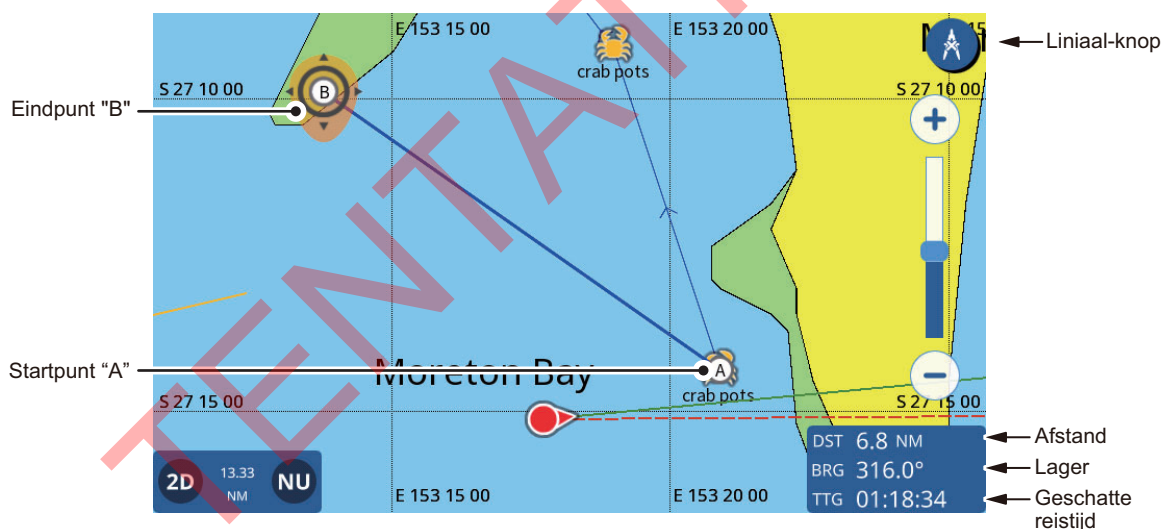 E 153 15 00
E 153 20 00
Liniaal-knop
crab pots
B
S 27 10 00
S 27 10 00
Eindpunt "B"
+
Startpunt “A”
A
Moreton Bay
crab pots
−
S 27 15 00
S 27 15 00
DST 6.8 NM
Afstand
BRG 316.0°
Lager
TTG 01:18:34
Geschatte
reistijd
2D
13.33
NM
NU
E 153 15 00
E 153 20 00
TENTAT